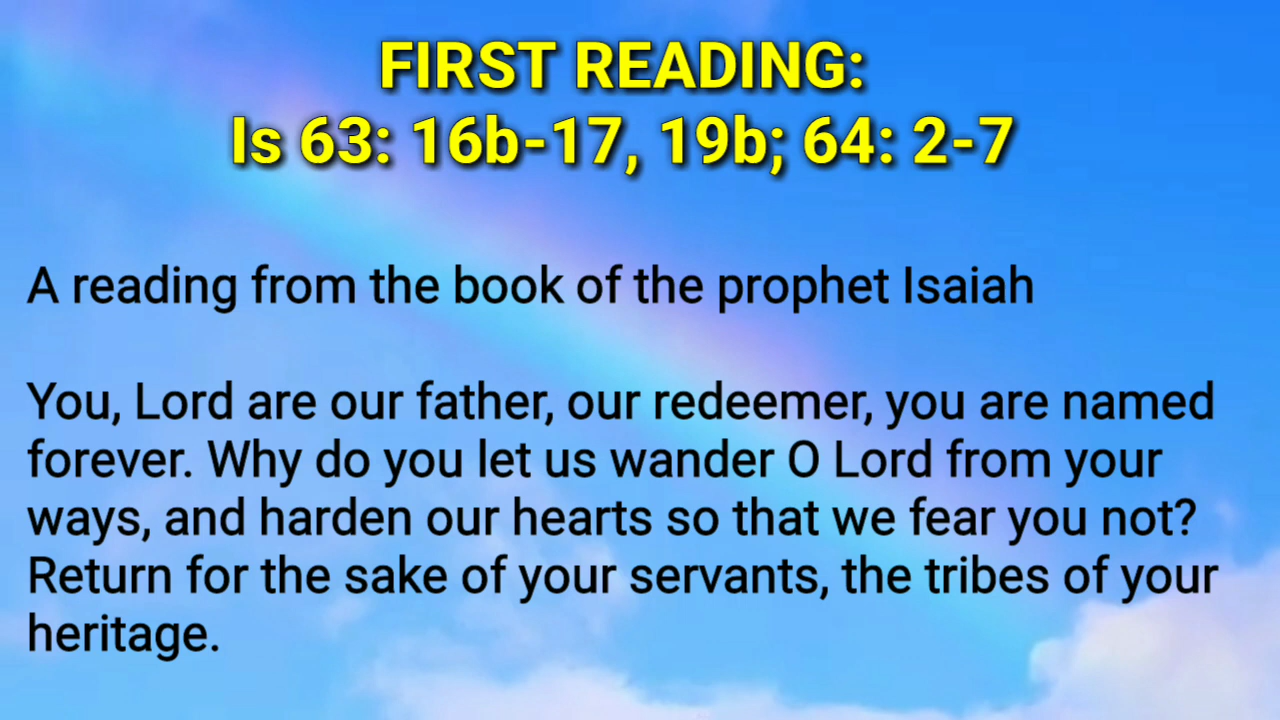 FIRST READING:
Is 63: 16b-17, 19b; 64: 2-7
A reading from the book of the prophet Isaiah
You, Lord are our father, our redeemer, you are named
forever. Why do you let us wander O Lord from your
ways, and harden our hearts so that we fear you not?
Return for the sake of your servants, the tribes of your
heritage.